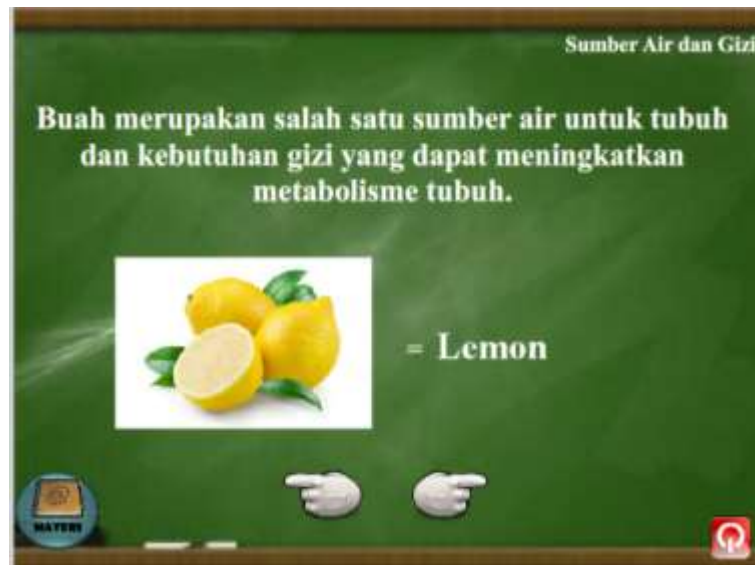 Sumber Air dan Gizi
Buah merupakan salah satu sumber air untuk tubuh
dan kebutuhan gizi yang dapat meningkatkan
metabolisme tubuh.
= Lemon
MATERI